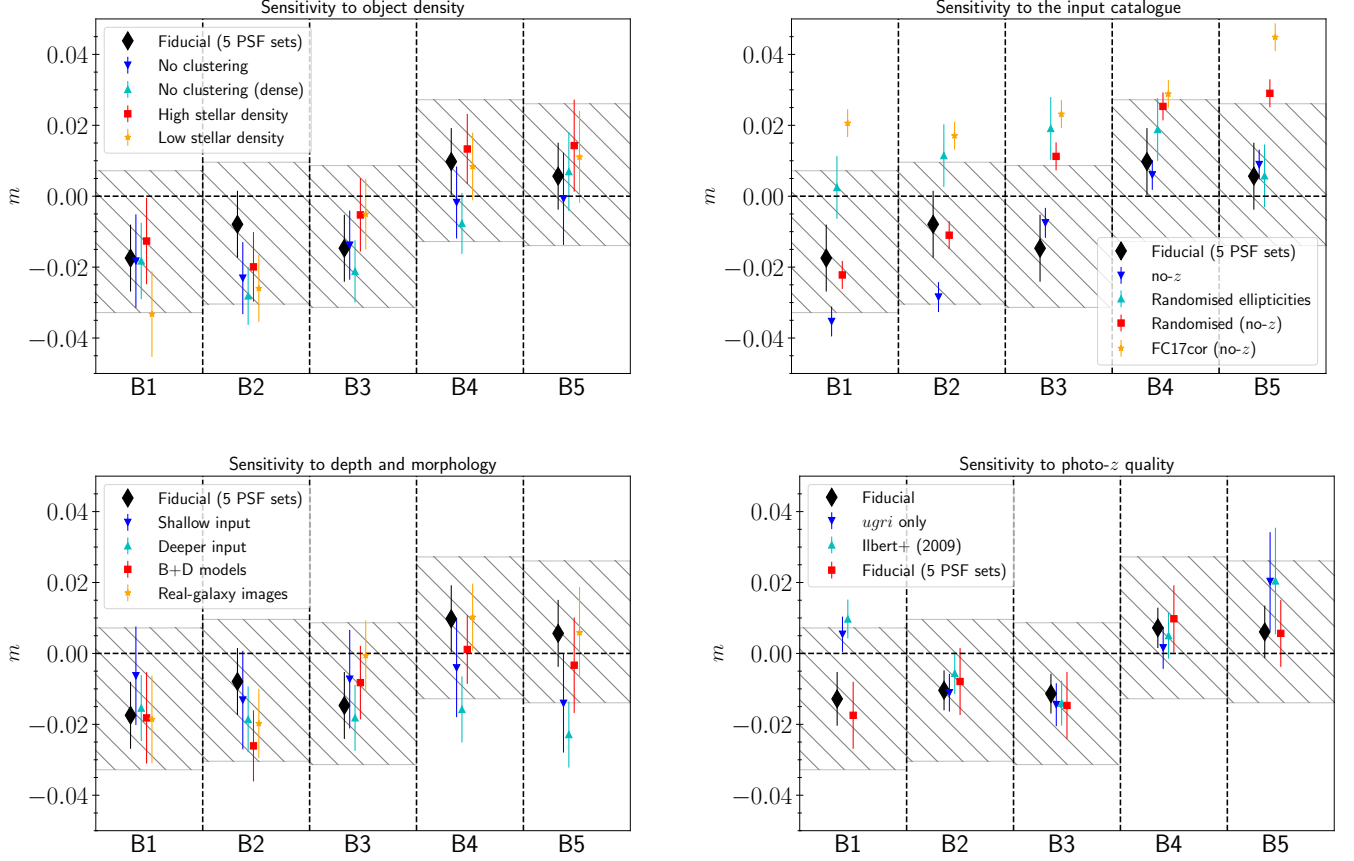 Sensitivity to object density
m
0.04
0.02
0.00
−0.02
−0.04
Fiducial (5 PSF sets)
No clustering
No clustering (dense)
High stellar density
Low stellar density
B1 B2 B3 B4 B5
Sensitivity to the input catalogue
m
0.04
0.02
0.00
−0.02
−0.04
Fiducial (5 PSF sets)
no-z
Randomised ellipticities
Randomised (no-z)
FC17cor (no-z)
B1 B2 B3 B4 B5
Sensitivity to depth and morphology
m
0.04
0.02
0.00
−0.02
−0.04
Fiducial (5 PSF sets)
Shallow input
Deeper input
B+D models
Real-galaxy images
B1 B2 B3 B4 B5
Sensitivity to photo-z quality
m
0.04
0.02
0.00
−0.02
−0.04
Fiducial
ugri only
Ilbert+ (2009)
Fiducial (5 PSF sets)
B1 B2 B3 B4 B5